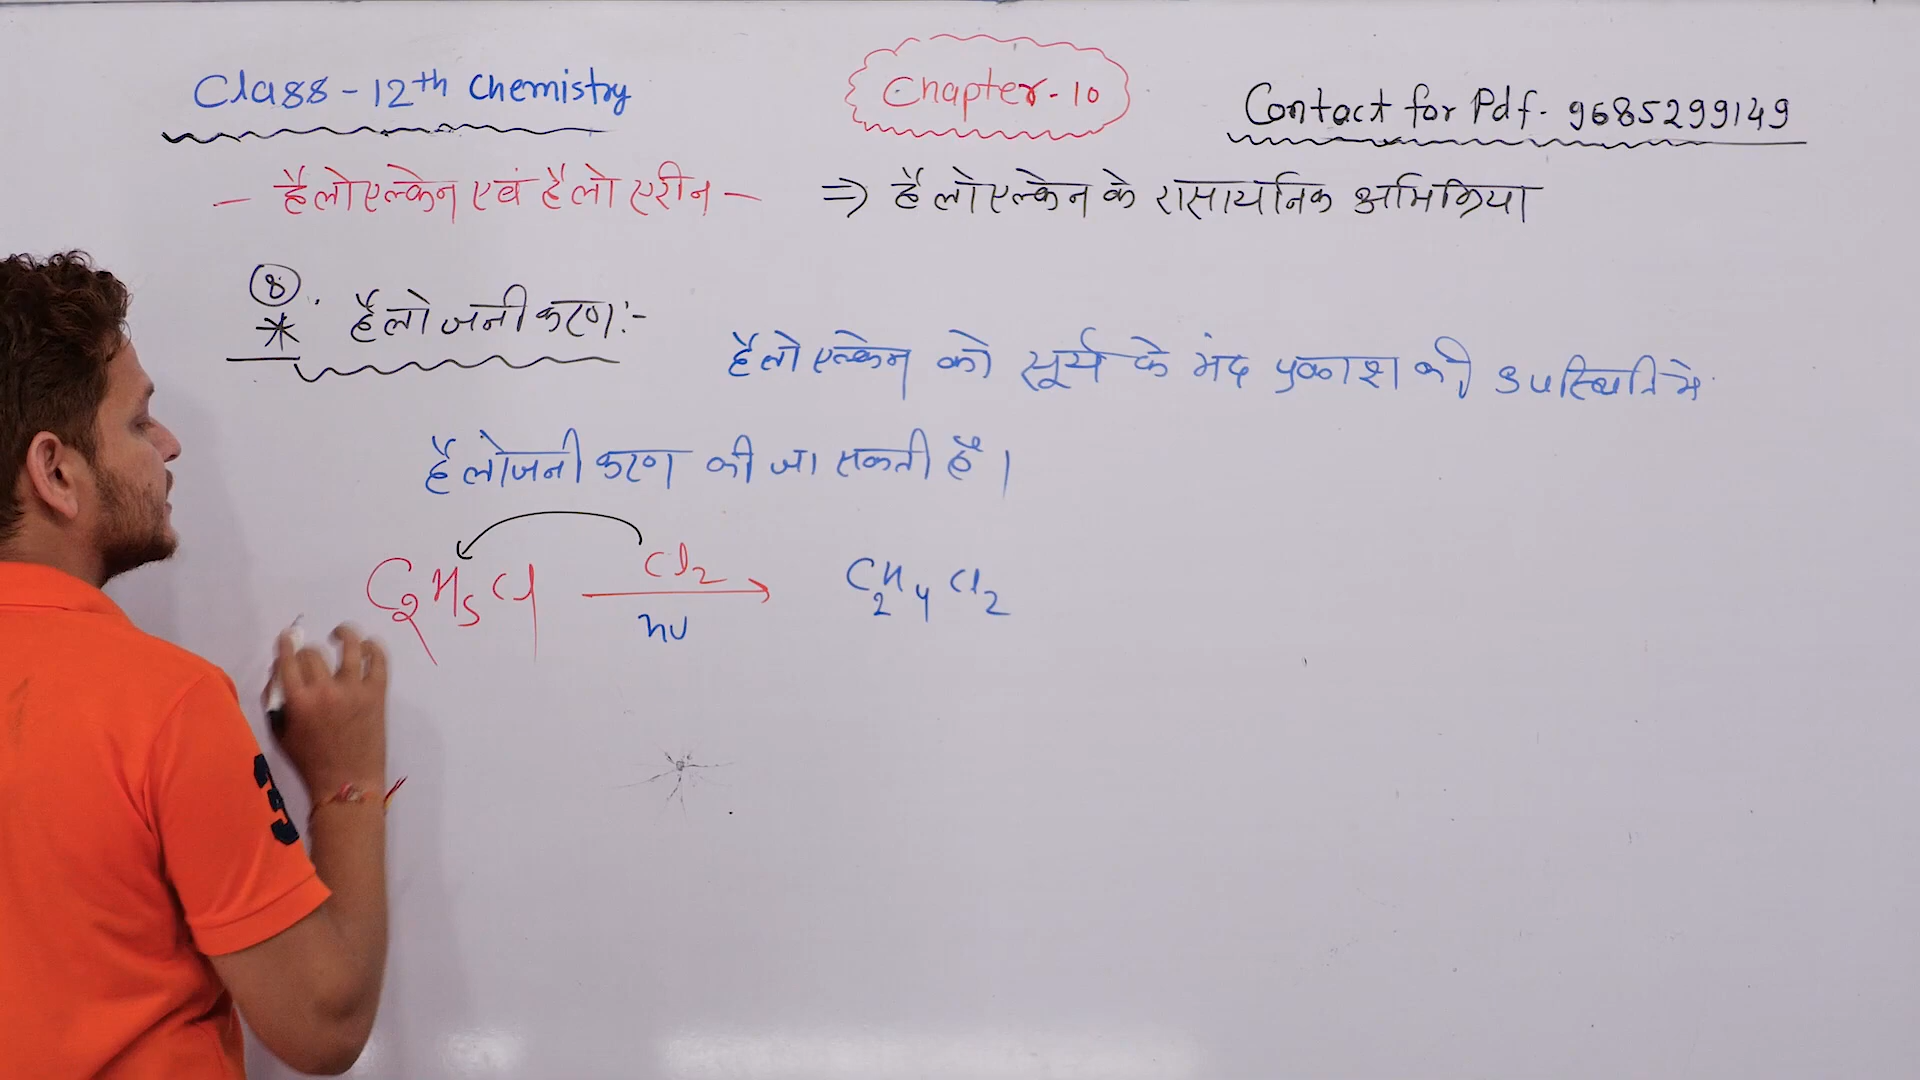 Class - 12th Chemistry
Chapter - 10
Contact for Pdf - 9685299149
- हैलोएल्केन एवं हैलोएरीन -
⇒ हैलोएल्केन के रासायनिक अभिक्रिया
8.
* हैलोजनीकरण:-
हैलोएल्केन को सूर्य के मंद प्रकाश की उपस्थिति मे
हैलोजनीकरण की जा सकती है।
C₂H₅Cl —Cl₂/hν→ C₂H₄Cl₂
3